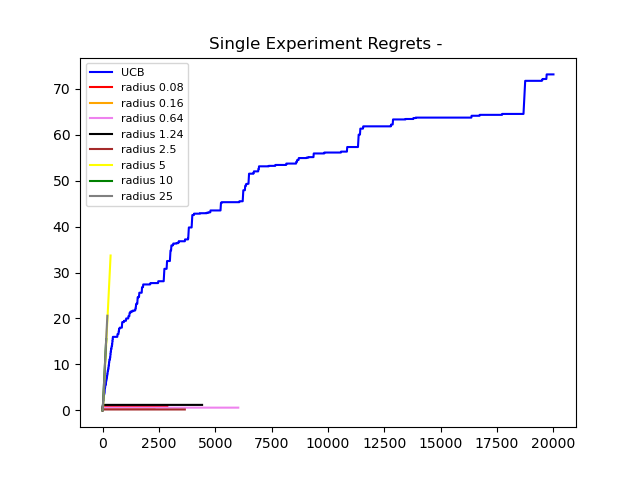 Single Experiment Regrets -
UCB
radius 0.08
radius 0.16
radius 0.64
radius 1.24
radius 2.5
radius 5
radius 10
radius 25
70
60
50
40
30
20
10
0
0 2500 5000 7500 10000 12500 15000 17500 20000